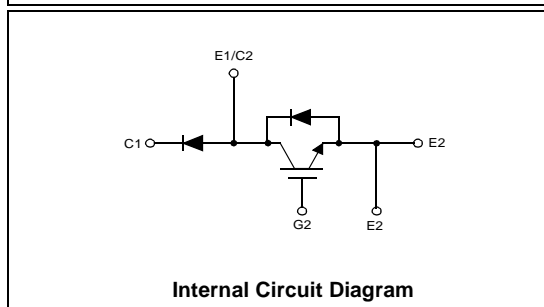 E1/C2
C1
E2
G2
E2
Internal Circuit Diagram